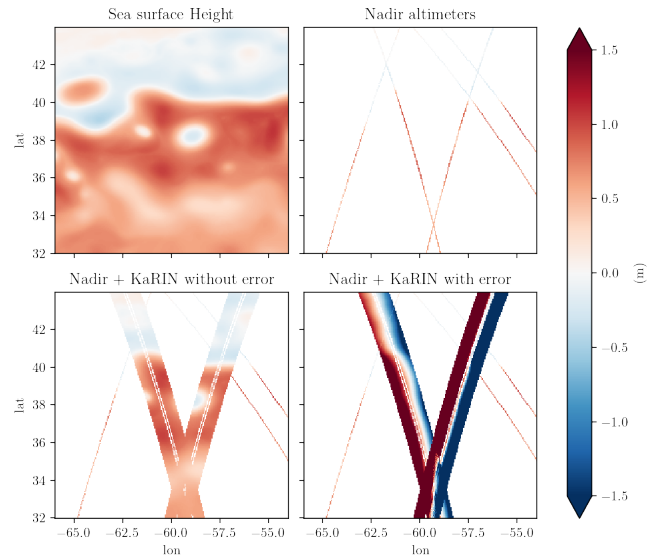 Sea surface Height
Nadir altimeters
42
40
38
36
34
32
lat
1.5
1.0
0.5
0.0
−0.5
−1.0
−1.5
(m)
Nadir + KaRIN without error
Nadir + KaRIN with error
42
40
38
36
34
32
lat
−65.0 −62.5 −60.0 −57.5 −55.0
lon
−65.0 −62.5 −60.0 −57.5 −55.0
lon